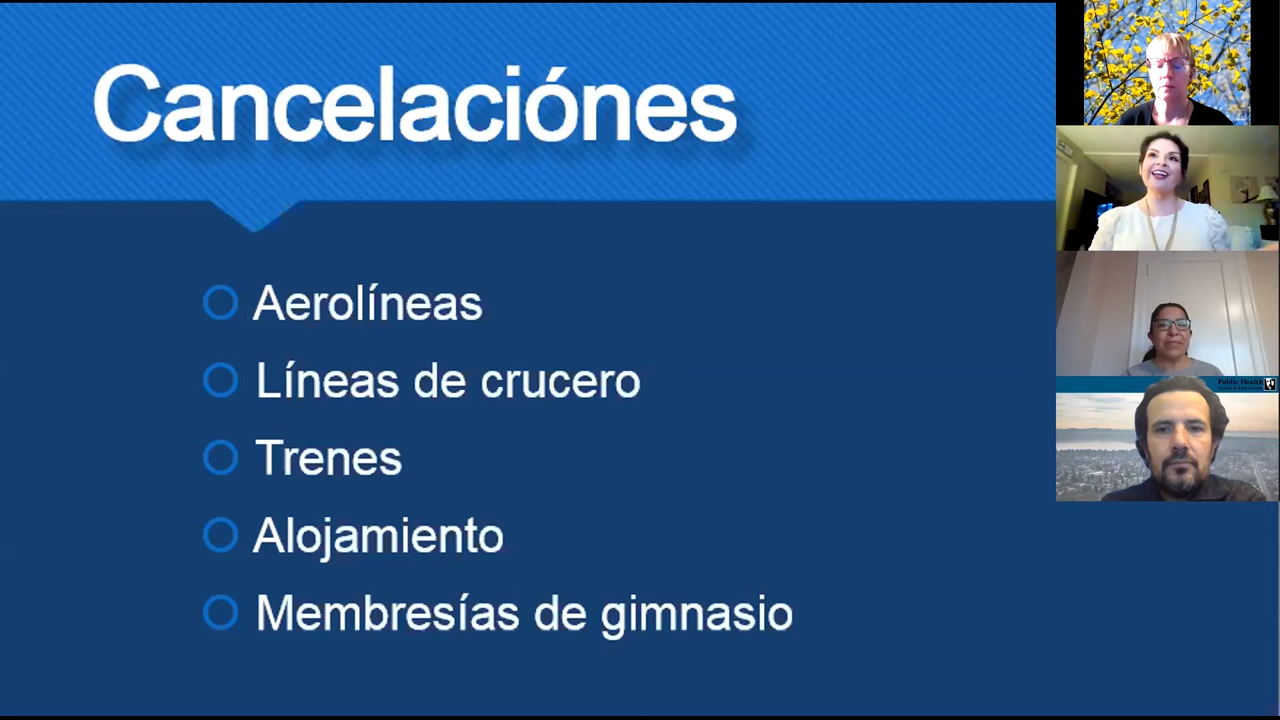 Cancelaciónes
Aerolíneas
Líneas de crucero
Trenes
Alojamiento
Membresías de gimnasio
Public Health